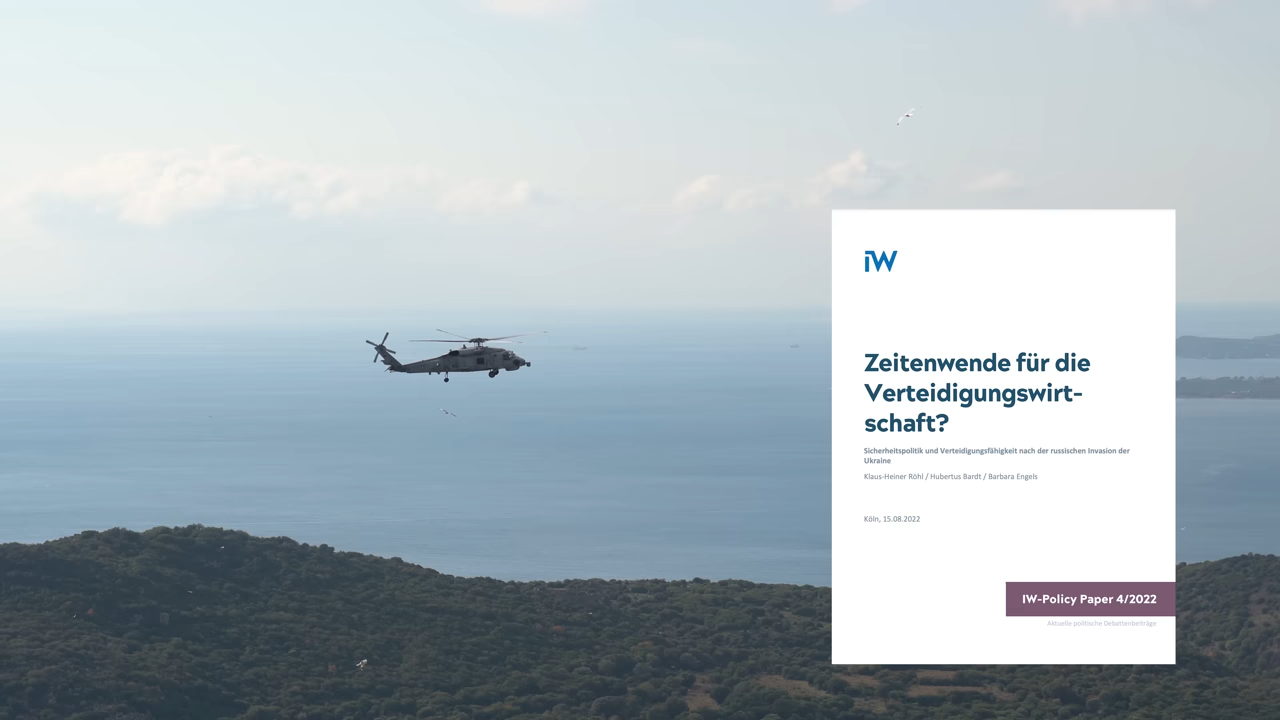 iW
Zeitenwende für die
Verteidigungswirt-
schaft?
Sicherheitspolitik und Verteidigungsfähigkeit nach der russischen Invasion der
Ukraine
Klaus-Heiner Röhl / Hubertus Bardt / Barbara Engels
Köln, 15.08.2022
IW-Policy Paper 4/2022
Aktuelle politische Debattenbeiträge